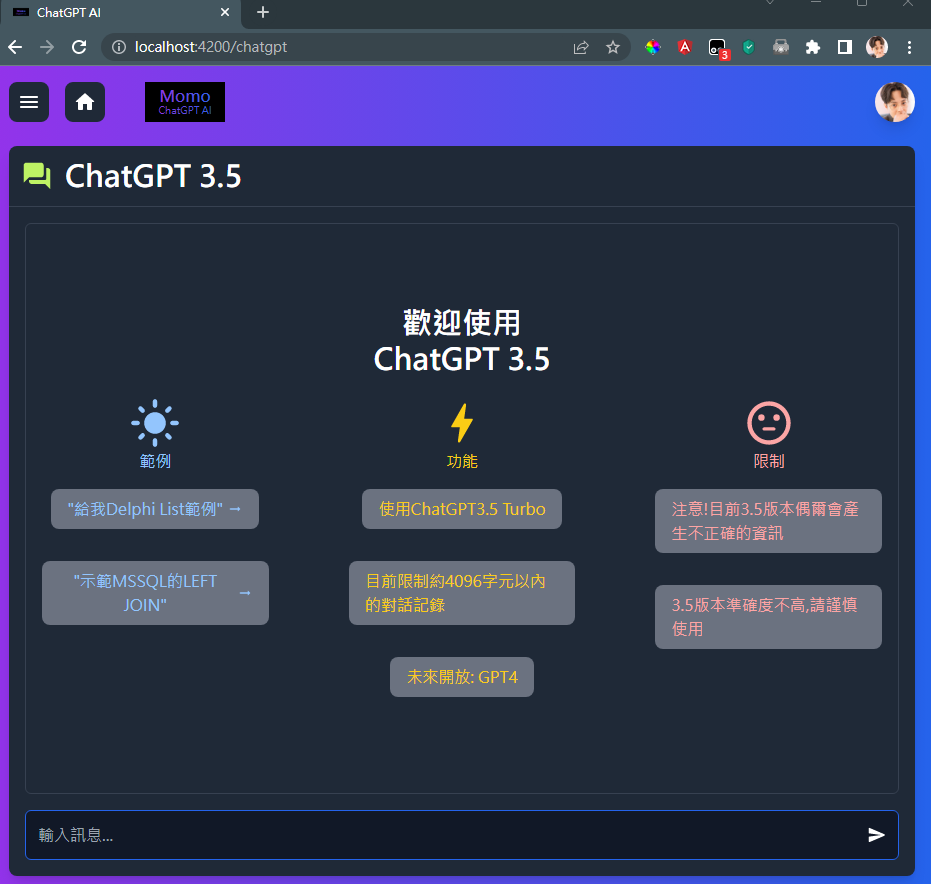 ChatGPT AI
localhost:4200/chatgpt
3
Momo
ChatGPT AI
ChatGPT 3.5
歡迎使用
ChatGPT 3.5
範例
"給我Delphi List範例" →
"示範MSSQL的LEFT
JOIN" →
功能
使用ChatGPT3.5 Turbo
目前限制約4096字元以內
的對話記錄
未來開放: GPT4
限制
注意!目前3.5版本偶爾會產
生不正確的資訊
3.5版本準確度不高,請謹慎
使用
輸入訊息...